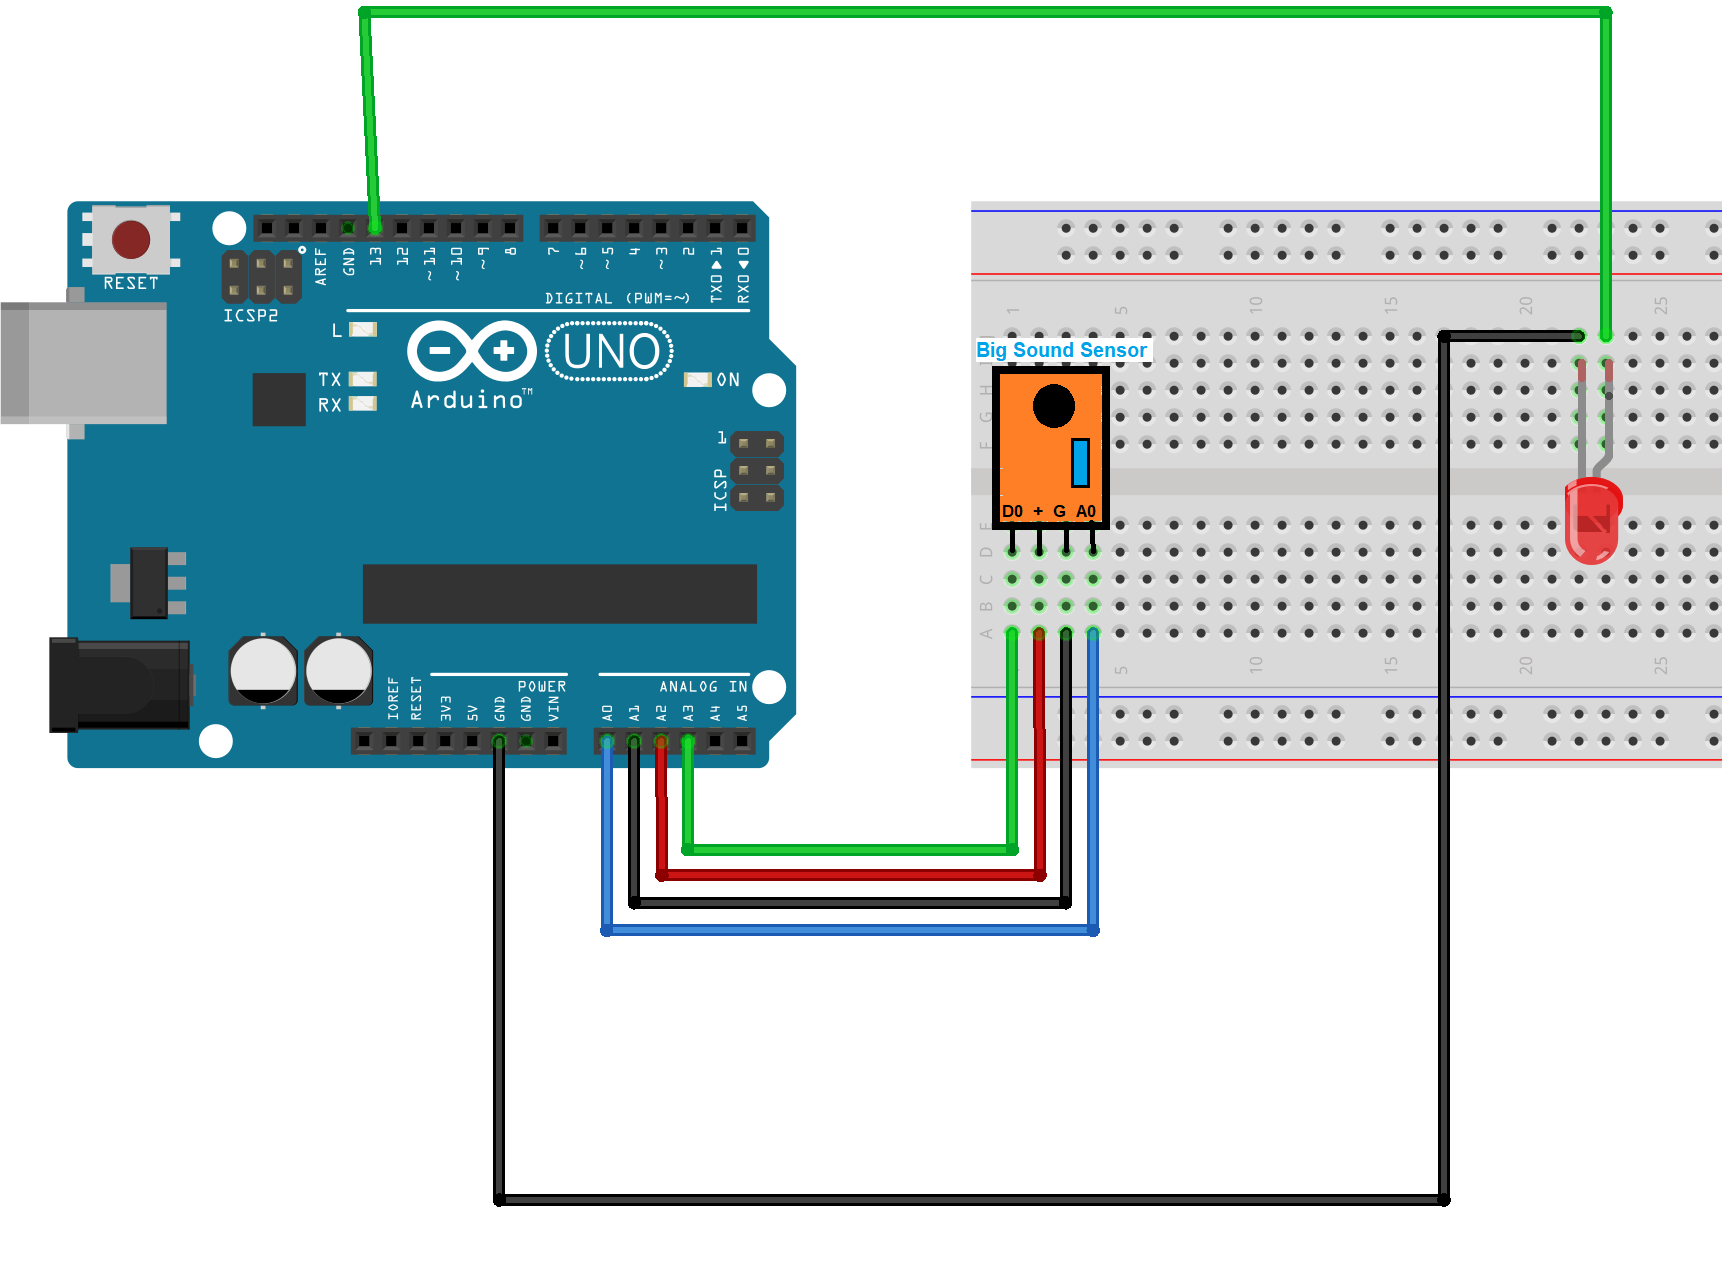 RESET
ICSP2
AREF
GND
13
12
~11
~10
~9
8
7
~6
~5
4
~3
2
TX0▶1
RX0◀0
DIGITAL (PWM=~)
L
TX
RX
UNO
Arduino™
ON
1
ICSP
IOREF
RESET
3V3
5V
GND
GND
VIN
POWER
ANALOG IN
A0
A1
A2
A3
A4
A5
1
5
10
15
20
25
Big Sound Sensor
H
G
F
D0 + G A0
E
D
C
B
A
5
10
15
20
25